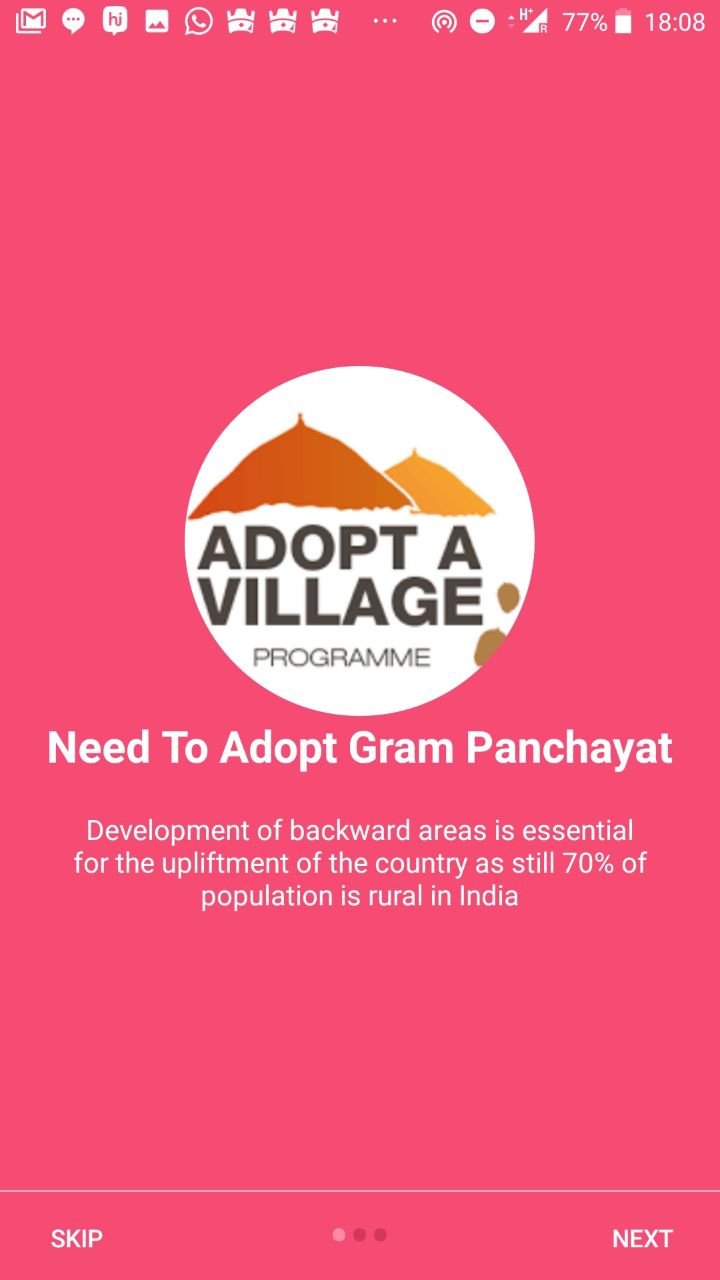 hj H+ R 77% 18:08
ADOPT A
VILLAGE
PROGRAMME
Need To Adopt Gram Panchayat
Development of backward areas is essential
for the upliftment of the country as still 70% of
population is rural in India
SKIP NEXT